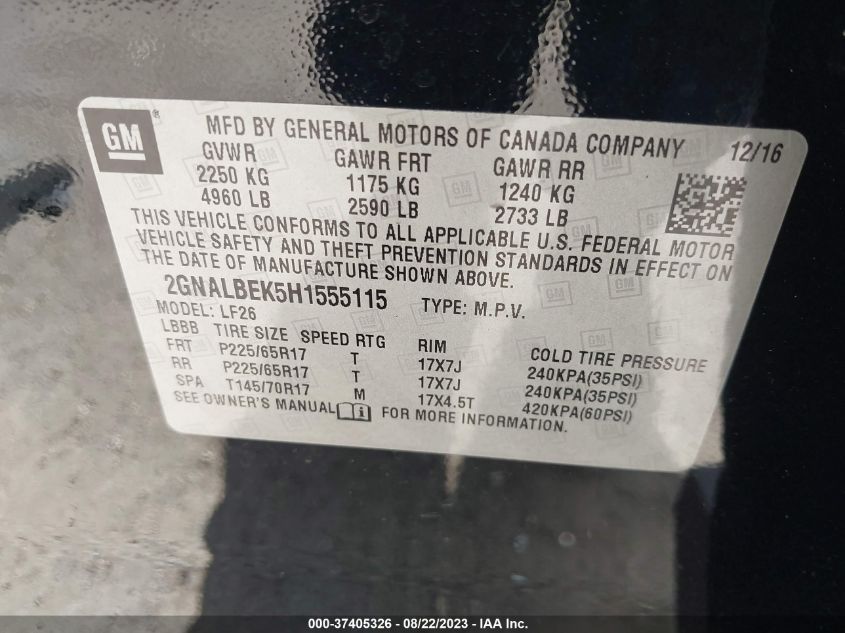 GM ®
MFD BY GENERAL MOTORS OF CANADA COMPANY 12/16
GVWR GAWR FRT GAWR RR
2250 KG 1175 KG 1240 KG
4960 LB 2590 LB 2733 LB
THIS VEHICLE CONFORMS TO ALL APPLICABLE U.S. FEDERAL MOTOR
VEHICLE SAFETY AND THEFT PREVENTION STANDARDS IN EFFECT ON
THE DATE OF MANUFACTURE SHOWN ABOVE.
2GNALBEK5H1555115 TYPE: M.P.V.
MODEL: LF26
LBBB TIRE SIZE SPEED RTG RIM COLD TIRE PRESSURE
FRT P225/65R17 T 17X7J 240KPA(35PSI)
RR P225/65R17 T 17X7J 240KPA(35PSI)
SPA T145/70R17 M 17X4.5T 420KPA(60PSI)
SEE OWNER'S MANUAL FOR MORE INFORMATION.
000-37405326 - 08/22/2023 - IAA Inc.